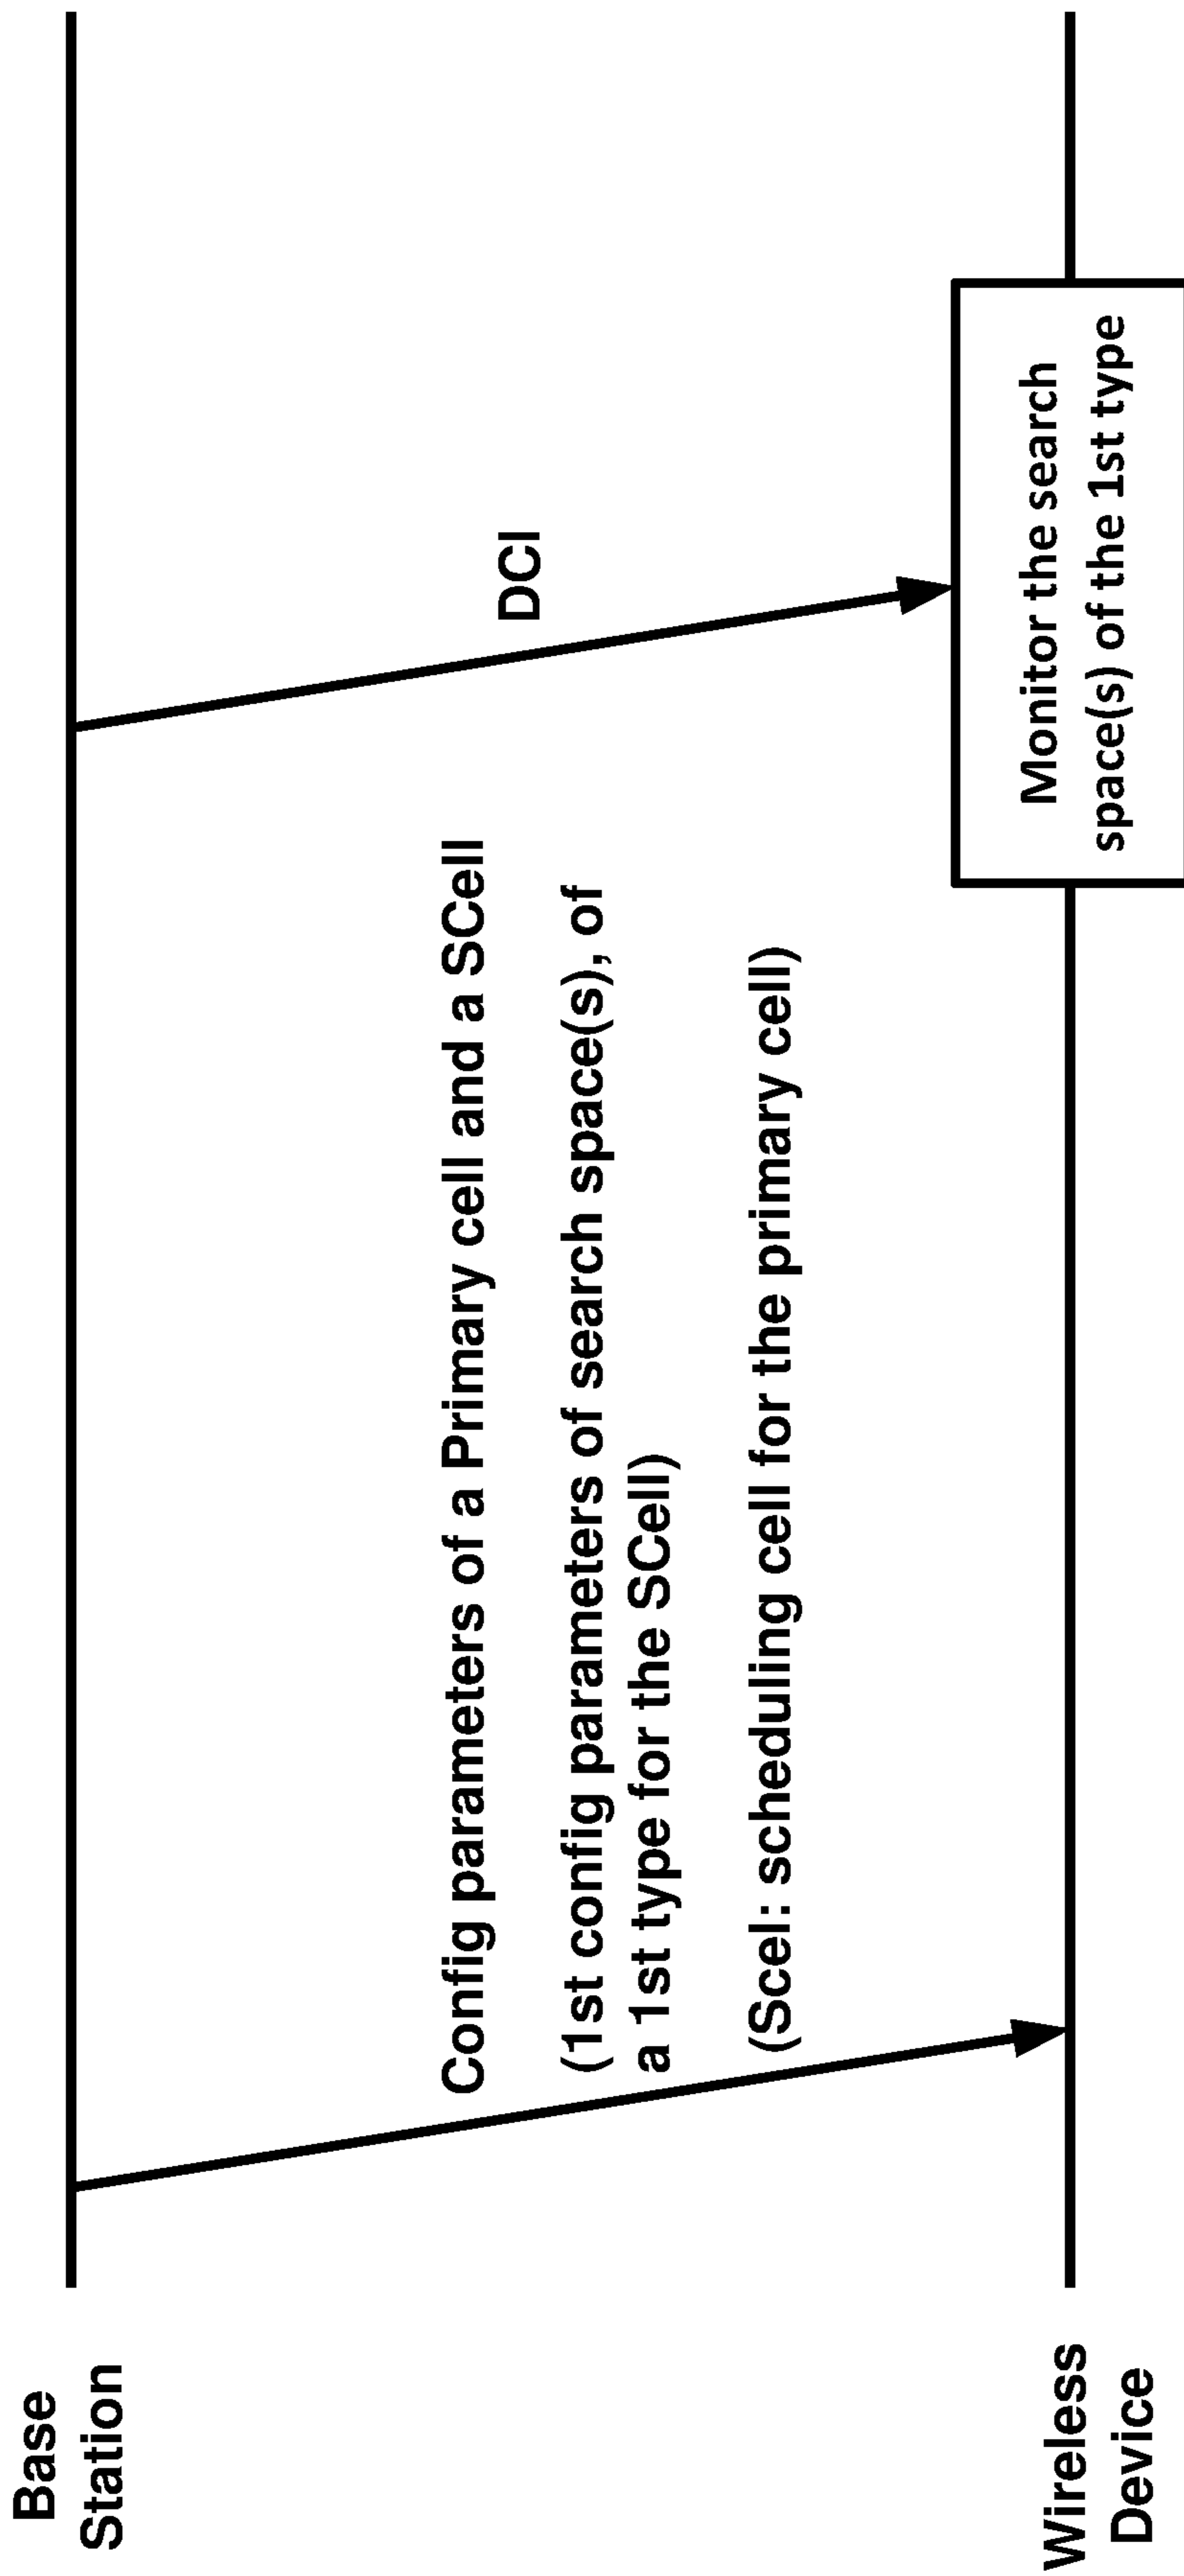 Base
Station
Config parameters of a Primary cell and a SCell
(1st config parameters of search space(s), of
a 1st type for the SCell)
(Scel: scheduling cell for the primary cell)
DCI
Monitor the search
space(s) of the 1st type
Wireless
Device